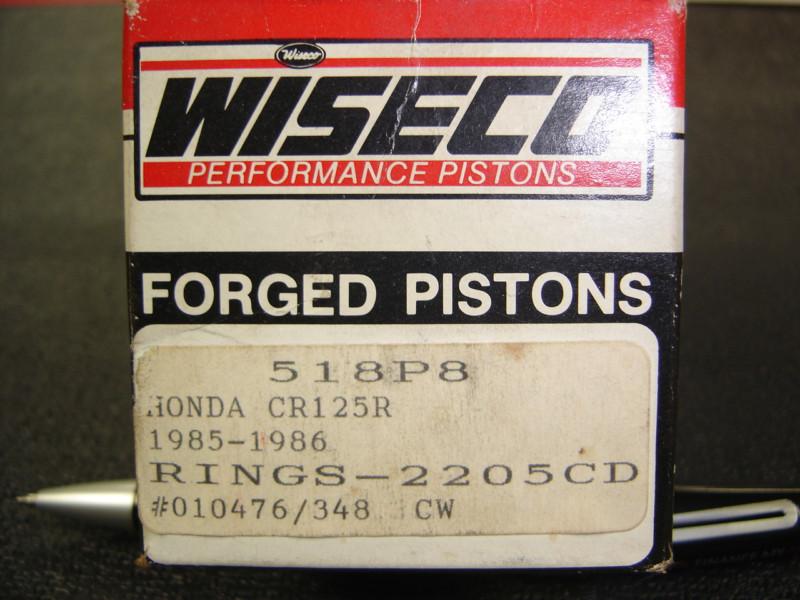 Wiseco
WISECO
PERFORMANCE PISTONS
FORGED PISTONS
518P8
HONDA CR125R
1985-1986
RINGS-2205CD
#010476/348 CW